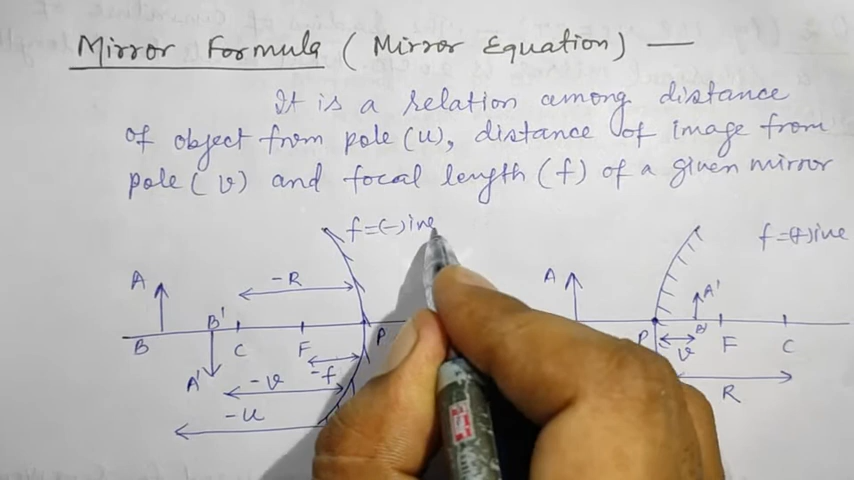 Mirror Formula ( Mirror Equation) —
It is a relation among distance
of object from pole (u), distance of image from
pole ( v) and focal length (f) of a given mirror
f=(-)ive
f=(+)ive
A
-R
A
A'
B
B'
C
F
P
P
B'
F
C
A'
-f
v
-v
R
-u